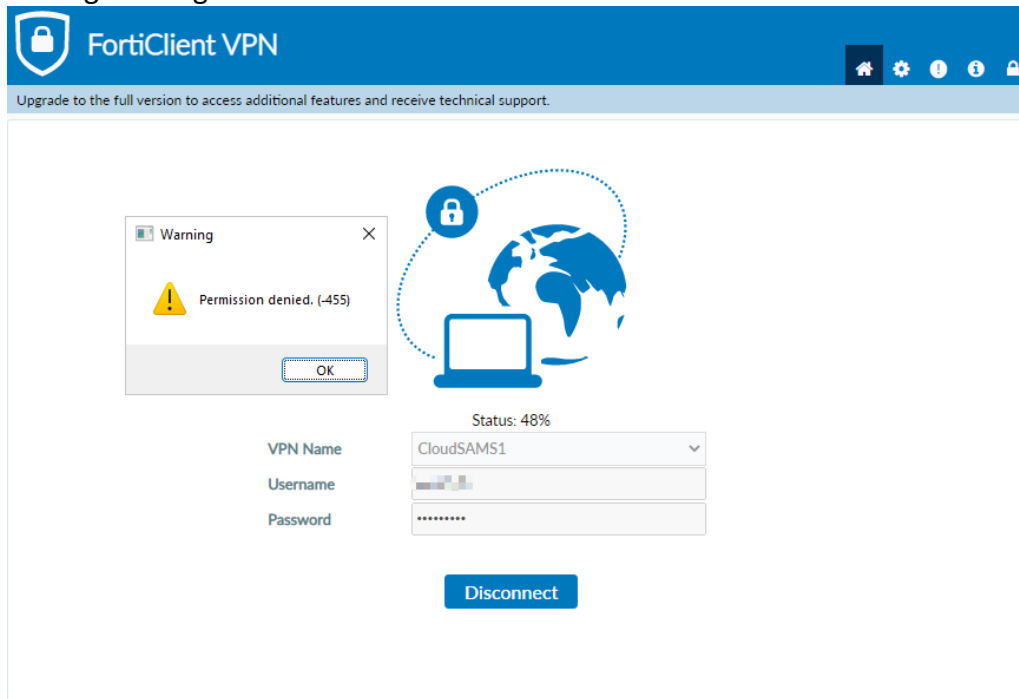 FortiClient VPN
Upgrade to the full version to access additional features and receive technical support.
Warning
Permission denied. (-455)
OK
Status: 48%
VPN Name CloudSAMS1
Username
Password •••••••••
Disconnect